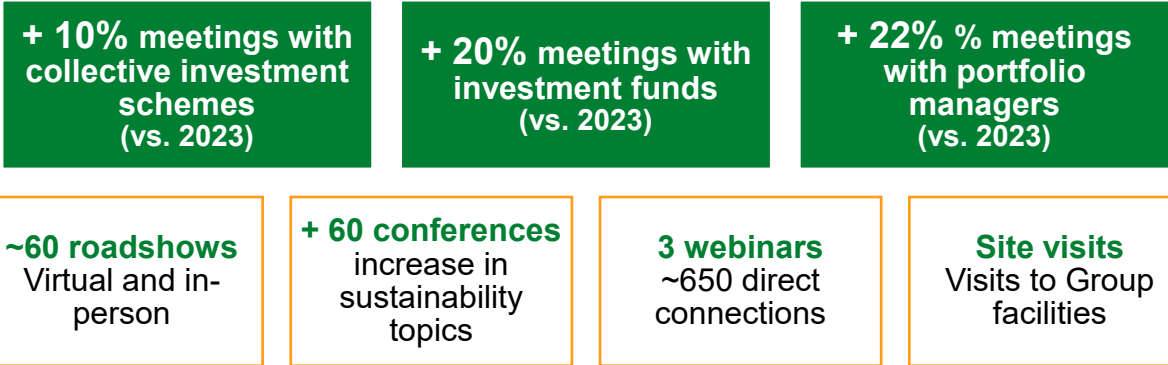 + 10% meetings with
collective investment
schemes
(vs. 2023)
+ 20% meetings with
investment funds
(vs. 2023)
+ 22% % meetings
with portfolio
managers
(vs. 2023)
~60 roadshows
Virtual and in-
person
+ 60 conferences
increase in
sustainability
topics
3 webinars
~650 direct
connections
Site visits
Visits to Group
facilities